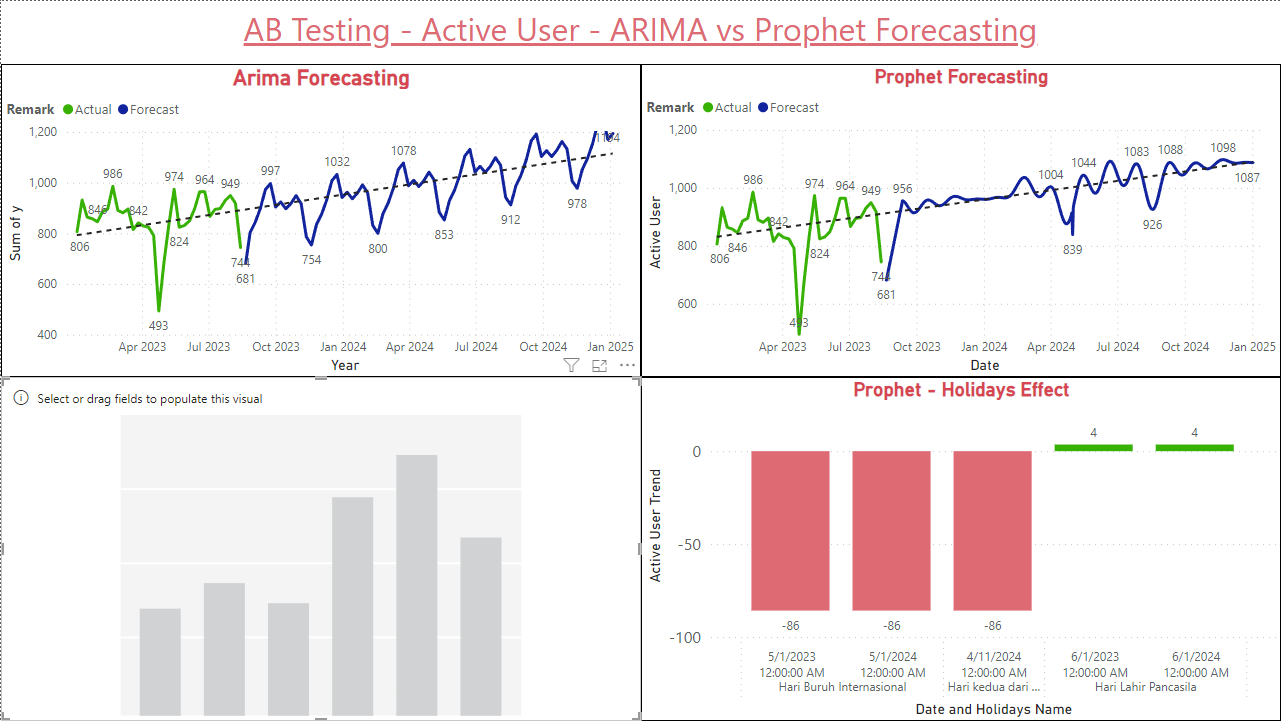 AB Testing - Active User - ARIMA vs Prophet Forecasting
Arima Forecasting
Remark Actual Forecast
Sum of y
1,200
1,000
800
600
400
806
846
986
842
493
974
824
964
949
744
681
997
754
1032
800
1078
853
912
978
1184
Apr 2023 Jul 2023 Oct 2023 Jan 2024 Apr 2024 Jul 2024 Oct 2024 Jan 2025
Year
Prophet Forecasting
Remark Actual Forecast
Active User
1,200
1,000
800
600
806
846
986
842
493
974
824
964
949
744
681
956
1004
839
1044
1083
926
1088
1098
1087
Apr 2023 Jul 2023 Oct 2023 Jan 2024 Apr 2024 Jul 2024 Oct 2024 Jan 2025
Date
Select or drag fields to populate this visual
Prophet - Holidays Effect
Active User Trend
0
-50
-100
-86 -86 -86 4 4
5/1/2023 5/1/2024 4/11/2024 6/1/2023 6/1/2024
12:00:00 AM 12:00:00 AM 12:00:00 AM 12:00:00 AM 12:00:00 AM
Hari Buruh Internasional Hari kedua dari ... Hari Lahir Pancasila
Date and Holidays Name